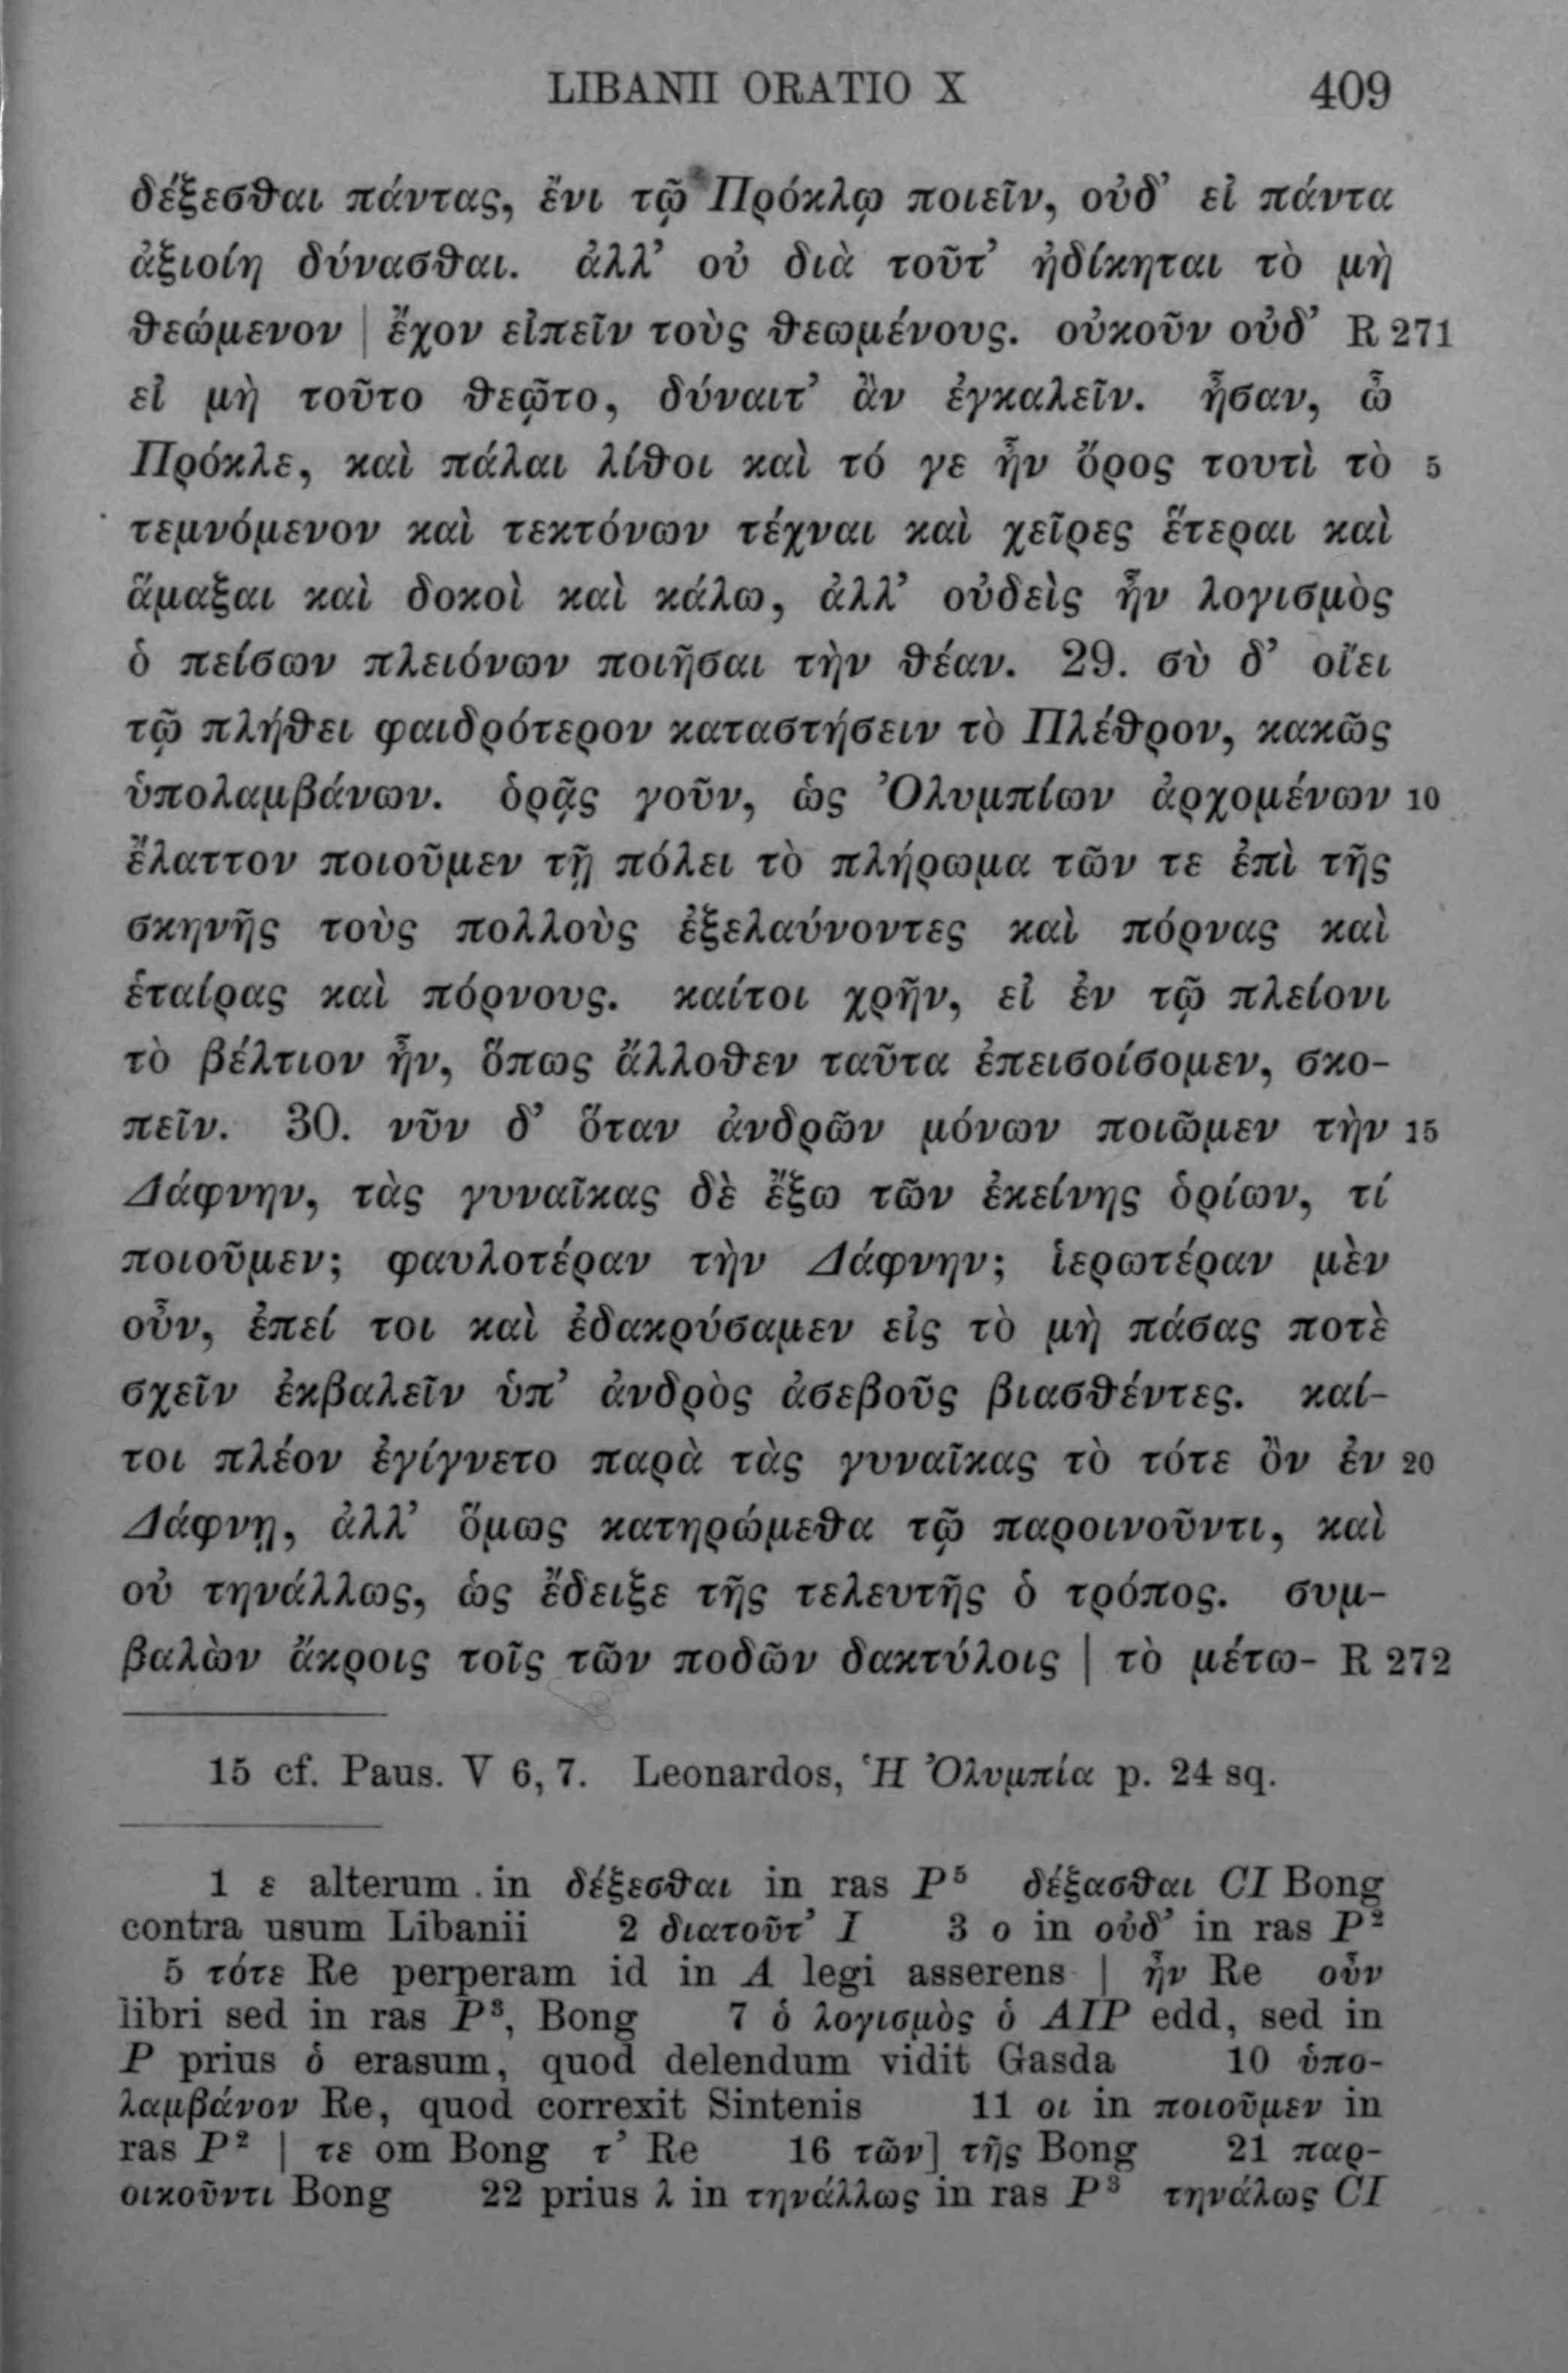 LIBANII ORATIO X 409
δέξεσθαι πάντας, ἔνι τῷ Πρόκλῳ ποιεῖν, οὐδ’ εἰ πάντα
ἀξιοίη δύνασθαι. ἀλλ’ οὐ διὰ τοῦτ’ ἠδίκηται τὸ μὴ
θεώμενον | ἔχον εἰπεῖν τοὺς θεωμένους. οὐκοῦν οὐδ’ R 271
εἰ μὴ τοῦτο θεῷτο, δύναιτ’ ἂν ἐγκαλεῖν. ἦσαν, ὦ
Πρόκλε, καὶ πάλαι λίθοι καὶ τό γε ἦν ὄρος τουτὶ τὸ 5
τεμνόμενον καὶ τεκτόνων τέχναι καὶ χεῖρες ἕτεραι καὶ
ἅμαξαι καὶ δοκοὶ καὶ κάλω, ἀλλ’ οὐδεὶς ἦν λογισμὸς
ὁ πείσων πλειόνων ποιῆσαι τὴν θέαν. 29. σὺ δ’ οἴει
τῷ πλήθει φαιδρότερον καταστήσειν τὸ Πλέθρον, κακῶς
ὑπολαμβάνων. ὁρᾷς γοῦν, ὡς Ὀλυμπίων ἀρχομένων 10
ἔλαττον ποιοῦμεν τῇ πόλει τὸ πλήρωμα τῶν τε ἐπὶ τῆς
σκηνῆς τοὺς πολλοὺς ἐξελαύνοντες καὶ πόρνας καὶ
ἑταίρας καὶ πόρνους. καίτοι χρῆν, εἰ ἐν τῷ πλείονι
τὸ βέλτιον ἦν, ὅπως ἄλλοθεν ταῦτα ἐπεισοίσομεν, σκο-
πεῖν. 30. νῦν δ’ ὅταν ἀνδρῶν μόνων ποιῶμεν τὴν 15
Δάφνην, τὰς γυναῖκας δὲ ἔξω τῶν ἐκείνης ὁρίων, τί
ποιοῦμεν; φαυλοτέραν τὴν Δάφνην; ἱερωτέραν μὲν
οὖν, ἐπεί τοι καὶ ἐδακρύσαμεν εἰς τὸ μὴ πάσας ποτὲ
σχεῖν ἐκβαλεῖν ὑπ’ ἀνδρὸς ἀσεβοῦς βιασθέντες. καί-
τοι πλέον ἐγίγνετο παρὰ τὰς γυναῖκας τὸ τότε ὂν ἐν 20
Δάφνῃ, ἀλλ’ ὅμως κατηρώμεθα τῷ παροινοῦντι, καὶ
οὐ τηνάλλως, ὡς ἔδειξε τῆς τελευτῆς ὁ τρόπος. συμ-
βαλὼν ἄκροις τοῖς τῶν ποδῶν δακτύλοις | τὸ μέτω- R 272
15 cf. Paus. V 6, 7. Leonardos, Ἡ Ὀλυμπία p. 24 sq.
1 ε alterum . in δέξεσθαι in ras P⁵ δέξασθαι CI Bong
contra usum Libanii 2 διατοῦτ’ I 3 ο in οὐδ’ in ras P²
5 τότε Re perperam id in A legi asserens | ἦν Re οὖν
libri sed in ras P³, Bong 7 ὁ λογισμὸς ὁ AIP edd, sed in
P prius ὁ erasum, quod delendum vidit Gasda 10 ὑπο-
λαμβάνον Re, quod correxit Sintenis 11 οι in ποιοῦμεν in
ras P² | τε om Bong τ’ Re 16 τῶν] τῆς Bong 21 παρ-
οικοῦντι Bong 22 prius λ in τηνάλλως in ras P³ τηνάλως CI